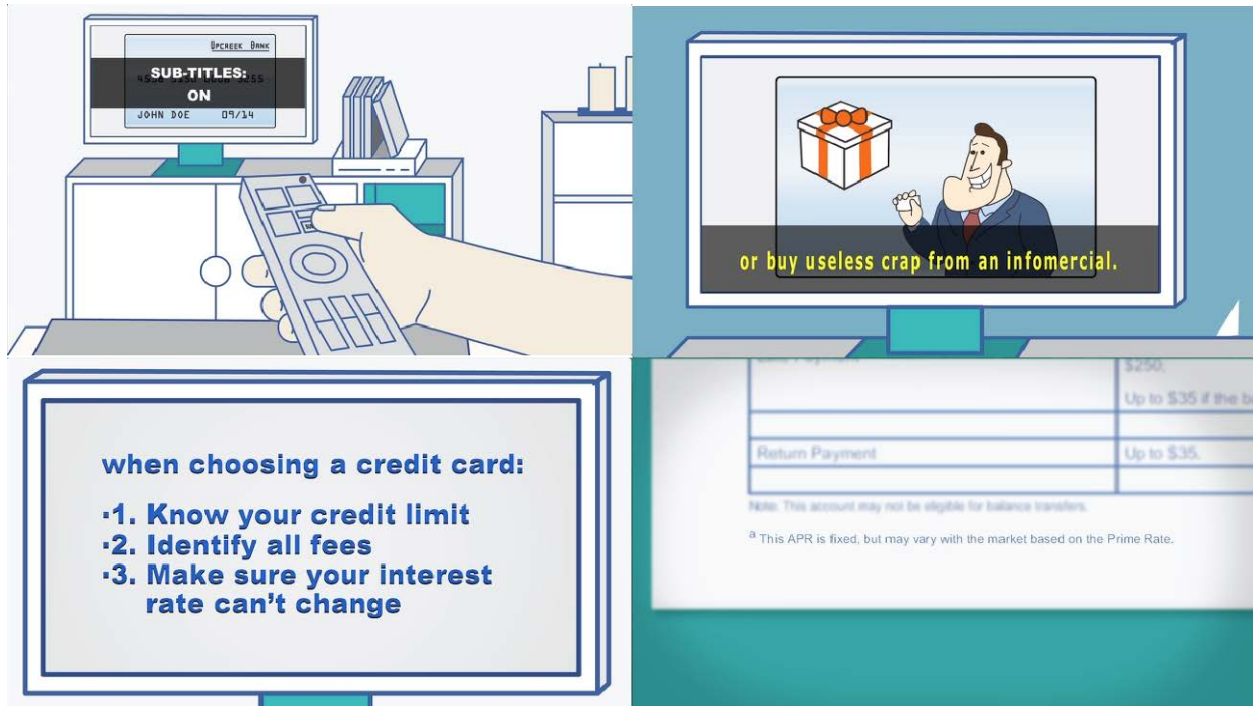 UPCREEK BANK
SUB-TITLES:
ON
JOHN DOE 09/14
or buy useless crap from an infomercial.
when choosing a credit card:
·1. Know your credit limit
·2. Identify all fees
·3. Make sure your interest
rate can't change
$250;
Up to $35 if the
Return Payment Up to $35.
Note: This account may not be eligible for balance transfers.
a This APR is fixed, but may vary with the market based on the Prime Rate.